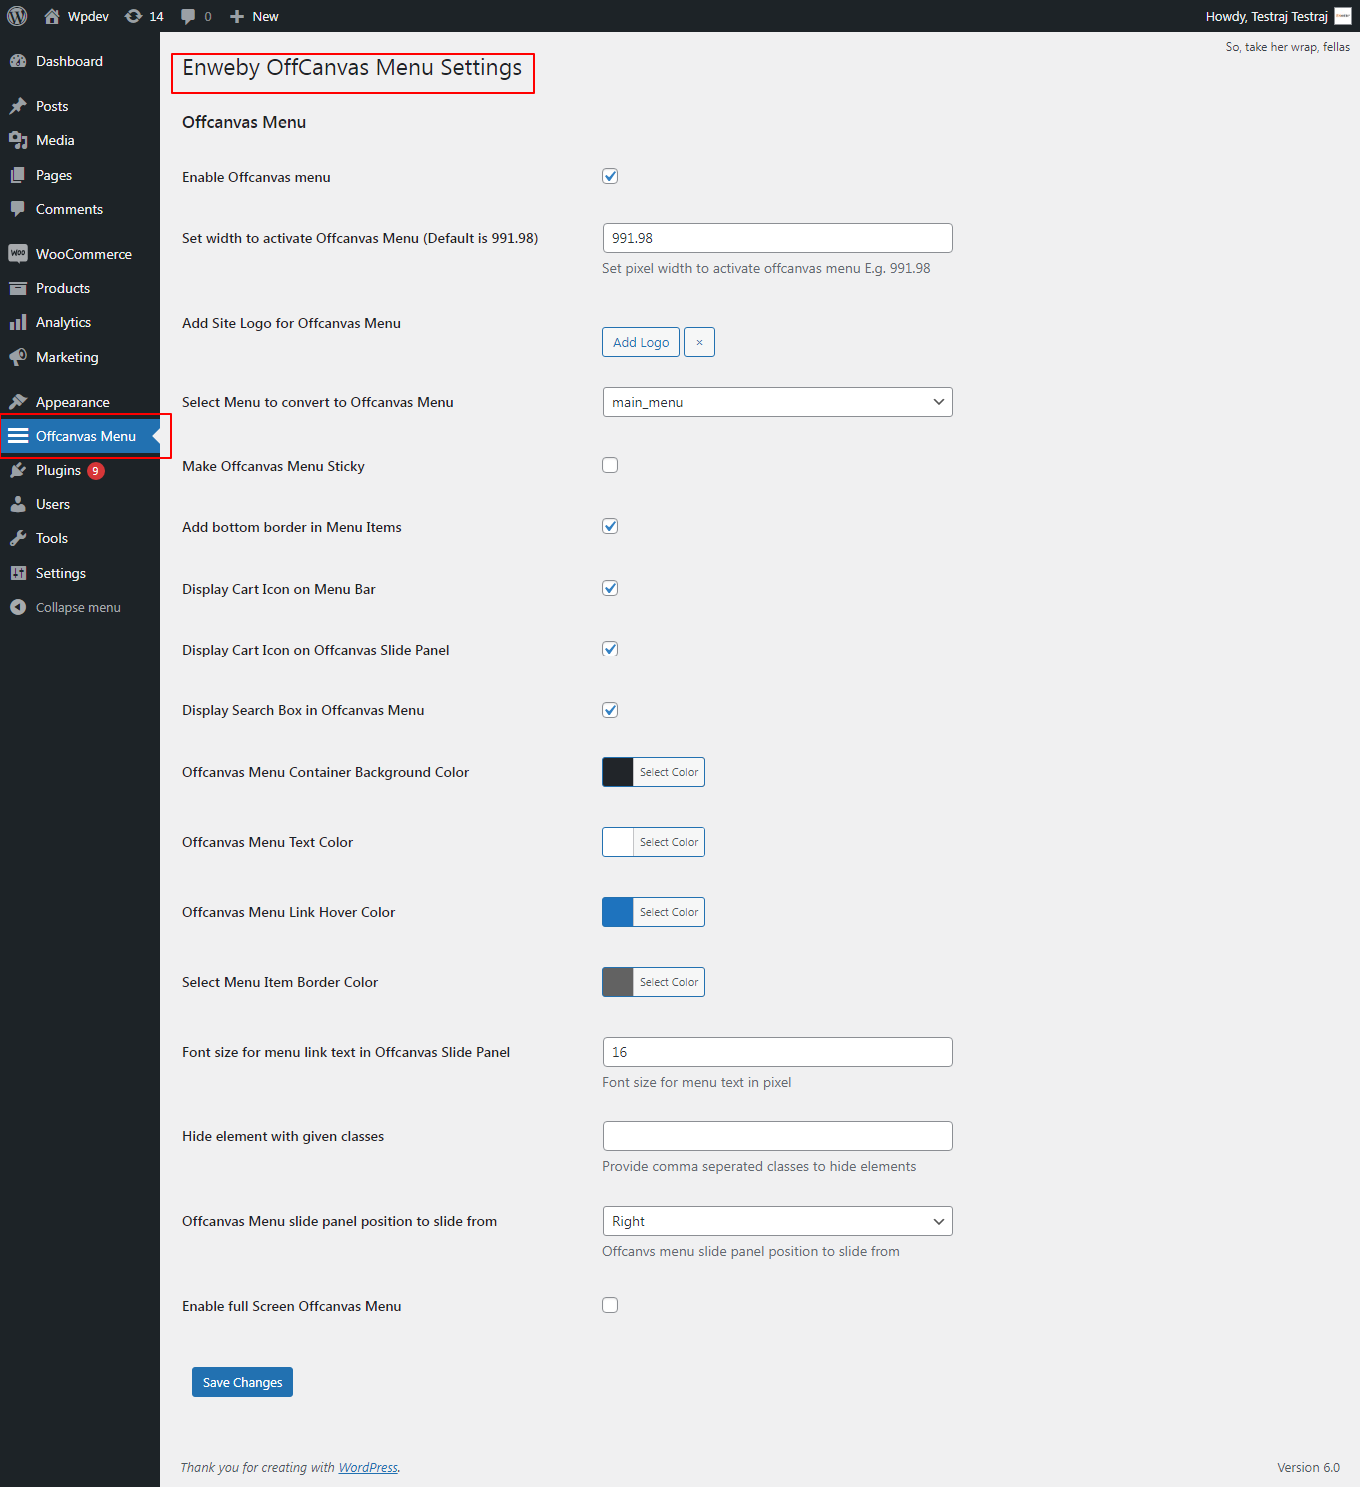 Wpdev 14 0 New Howdy, Testraj Testraj
So, take her wrap, fellas
Dashboard
Posts
Media
Pages
Comments
WooCommerce
Products
Analytics
Marketing
Appearance
Offcanvas Menu
Plugins 9
Users
Tools
Settings
Collapse menu
Enweby OffCanvas Menu Settings
Offcanvas Menu
Enable Offcanvas menu
Set width to activate Offcanvas Menu (Default is 991.98) 991.98
Set pixel width to activate offcanvas menu E.g. 991.98
Add Site Logo for Offcanvas Menu
Add Logo ×
Select Menu to convert to Offcanvas Menu main_menu
Make Offcanvas Menu Sticky
Add bottom border in Menu Items
Display Cart Icon on Menu Bar
Display Cart Icon on Offcanvas Slide Panel
Display Search Box in Offcanvas Menu
Offcanvas Menu Container Background Color Select Color
Offcanvas Menu Text Color Select Color
Offcanvas Menu Link Hover Color Select Color
Select Menu Item Border Color Select Color
Font size for menu link text in Offcanvas Slide Panel 16
Font size for menu text in pixel
Hide element with given classes
Provide comma seperated classes to hide elements
Offcanvas Menu slide panel position to slide from Right
Offcanvs menu slide panel position to slide from
Enable full Screen Offcanvas Menu
Save Changes
Thank you for creating with WordPress. Version 6.0